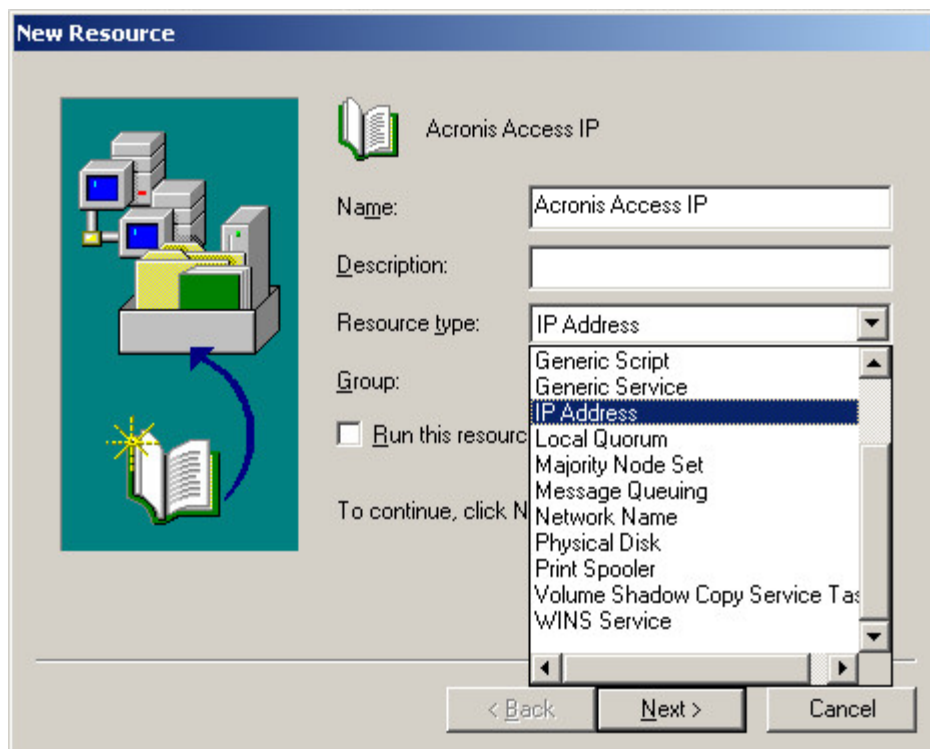 New Resource
Acronis Access IP
Name:
Acronis Access IP
Description:
Resource type:
IP Address
Generic Script
Generic Service
IP Address
Local Quorum
Majority Node Set
Message Queuing
Network Name
Physical Disk
Print Spooler
Volume Shadow Copy Service Tas
WINS Service
Group:
Run this resourc
To continue, click N
< Back
Next >
Cancel